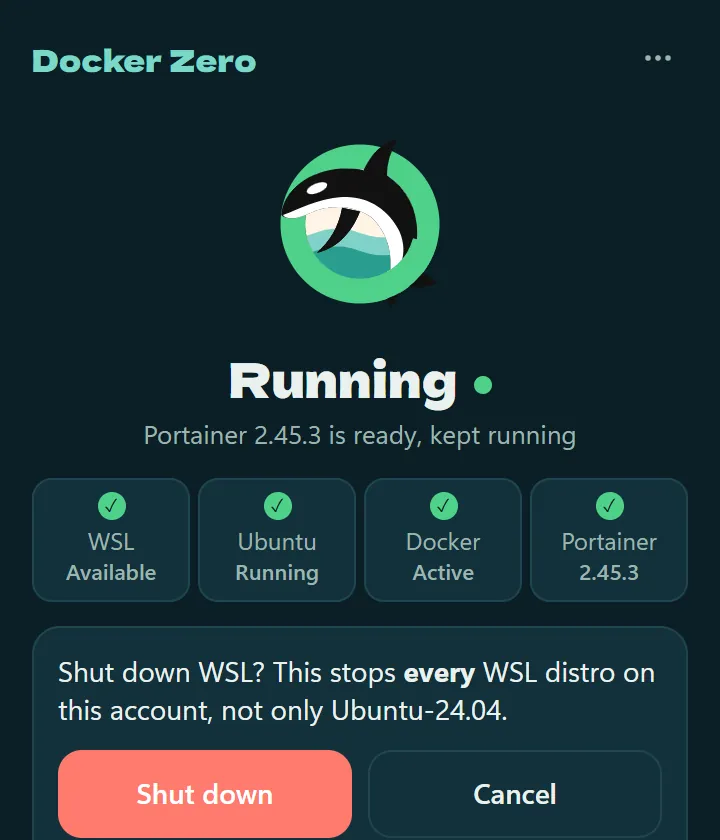 Docker Zero
Running
Portainer 2.45.3 is ready, kept running
WSL
Available
Ubuntu
Running
Docker
Active
Portainer
2.45.3
Shut down WSL? This stops every WSL distro on
this account, not only Ubuntu-24.04.
Shut down
Cancel